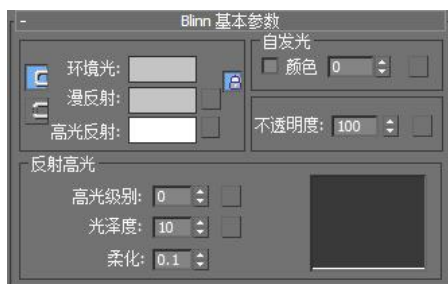 - Blinn 基本参数
环境光:
漫反射:
高光反射:
自发光
颜色 0
不透明度: 100
反射高光
高光级别: 0
光泽度: 10
柔化: 0.1